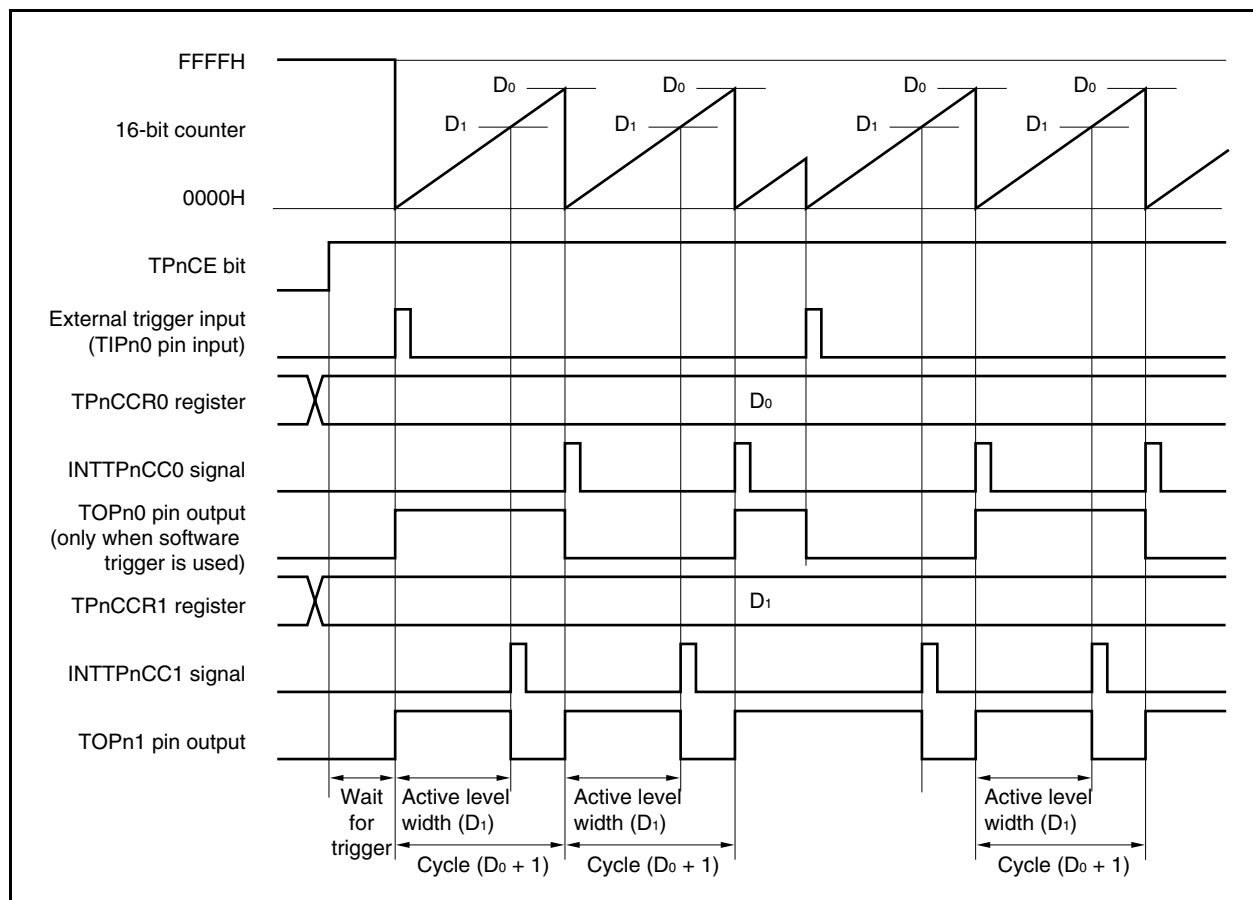 FFFFH
D0
D0
D0
D0
16-bit counter
D1
D1
D1
D1
0000H
TPnCE bit
External trigger input
(TIPn0 pin input)
TPnCCR0 register
D0
INTTPnCC0 signal
TOPn0 pin output
(only when software
trigger is used)
TPnCCR1 register
D1
INTTPnCC1 signal
TOPn1 pin output
Wait
for
trigger
Active level
width (D1)
Active level
width (D1)
Active level
width (D1)
Cycle (D0 + 1)
Cycle (D0 + 1)
Cycle (D0 + 1)